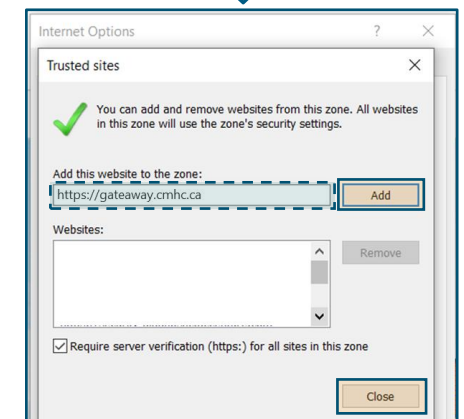 Internet Options ? ×
Trusted sites ×
You can add and remove websites from this zone. All websites
in this zone will use the zone's security settings.
Add this website to the zone:
https://gateaway.cmhc.ca Add
Websites:
Remove
Require server verification (https:) for all sites in this zone
Close